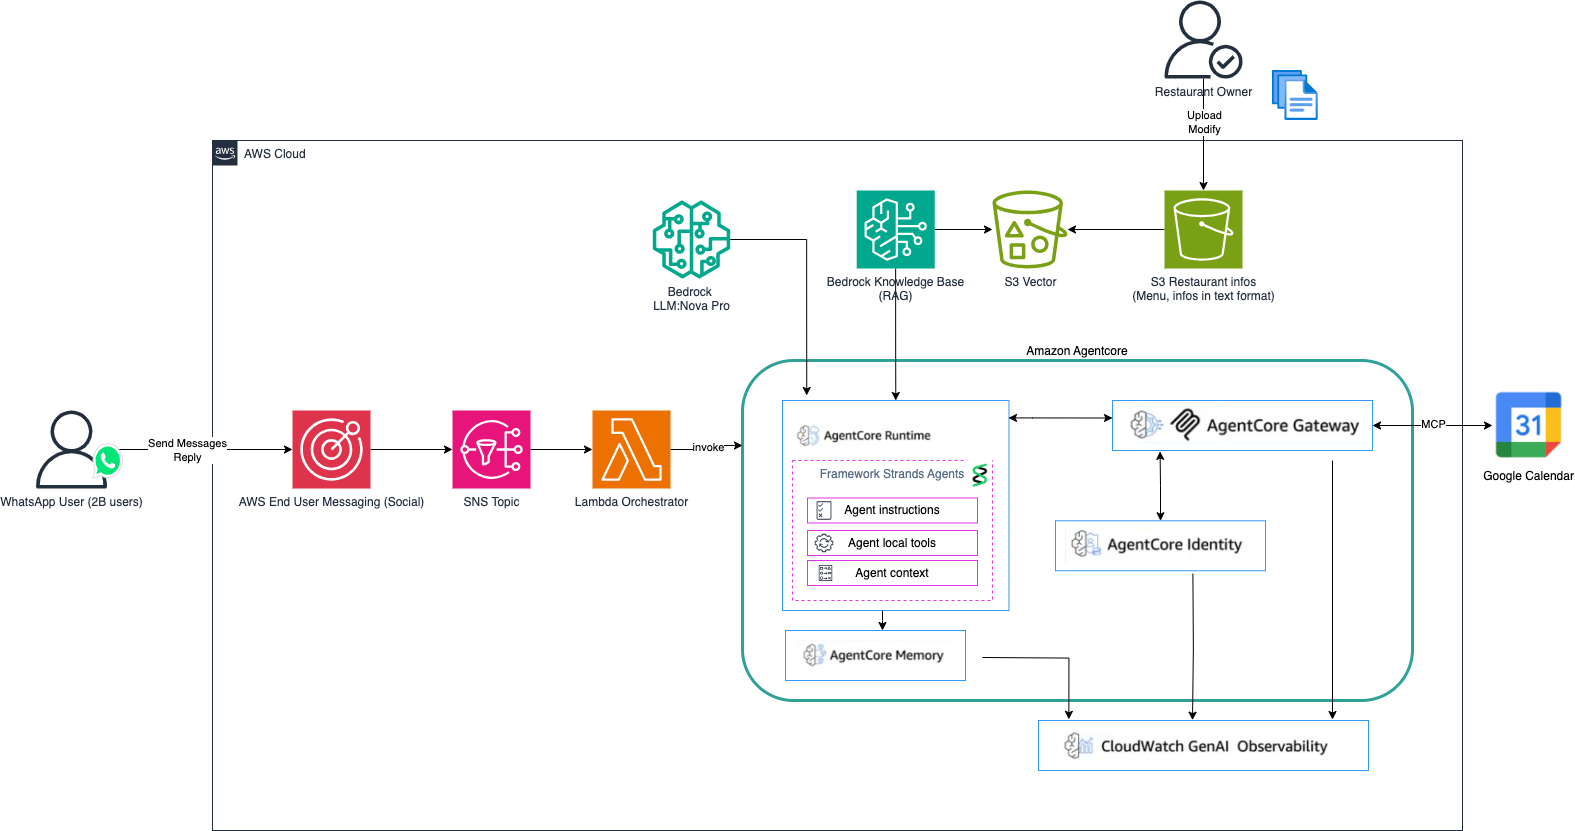 Restaurant Owner
Upload
Modify
aws
AWS Cloud
Bedrock
LLM:Nova Pro
Bedrock Knowledge Base
(RAG)
S3 Vector
S3 Restaurant infos
(Menu, infos in text format)
Amazon Agentcore
WhatsApp User (2B users)
Send Messages
Reply
AWS End User Messaging (Social)
SNS Topic
Lambda Orchestrator
invoke
AgentCore Runtime
Framework Strands Agents
Agent instructions
Agent local tools
Agent context
AgentCore Memory
AgentCore Gateway
AgentCore Identity
MCP
31
Google Calendar
CloudWatch GenAI Observability